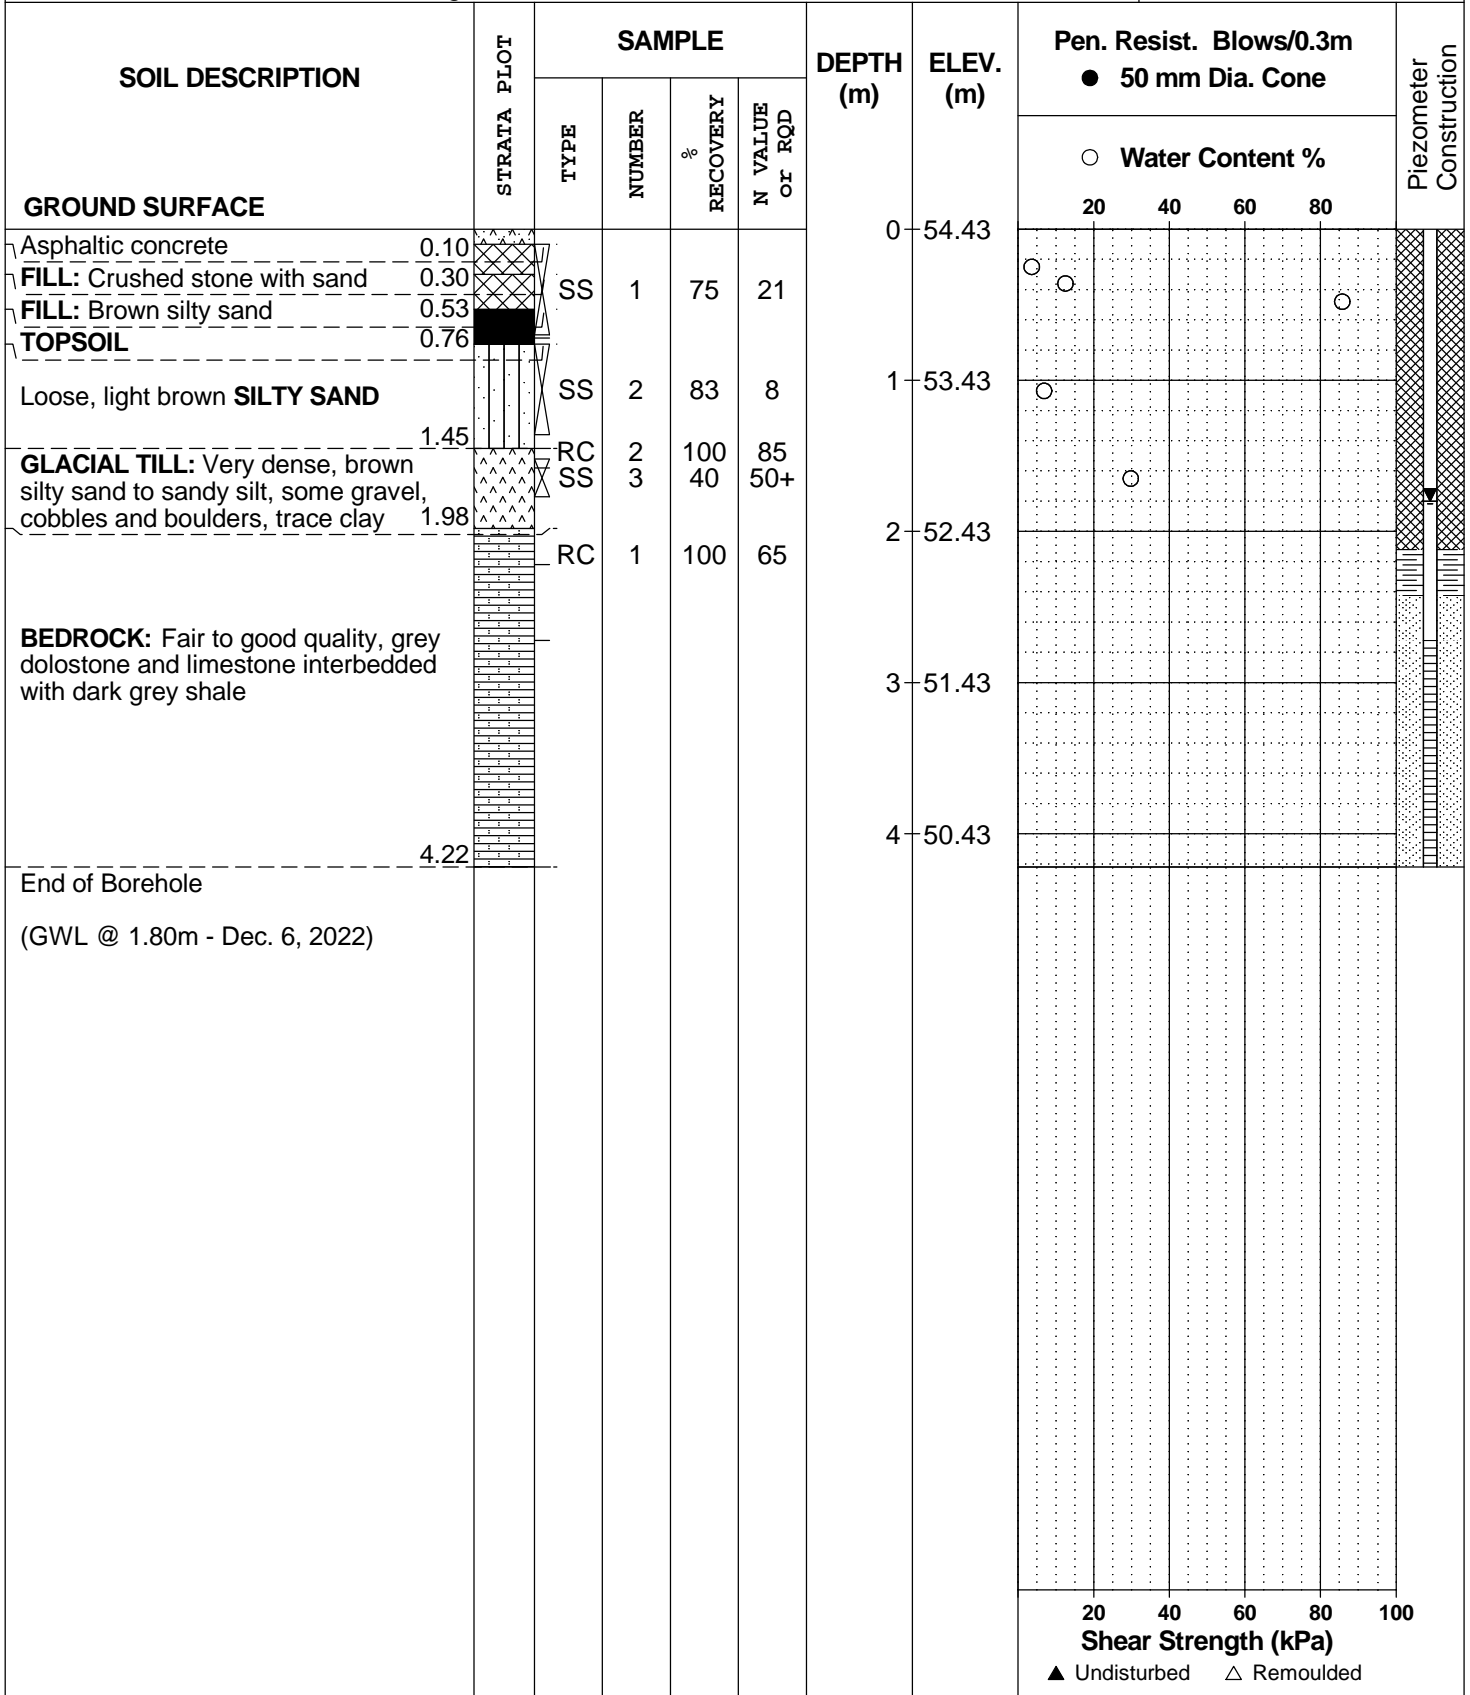 SOIL DESCRIPTION
GROUND SURFACE
STRATA PLOT
SAMPLE
TYPE
NUMBER
%
RECOVERY
N VALUE
or RQD
DEPTH
(m)
ELEV.
(m)
Pen. Resist. Blows/0.3m
● 50 mm Dia. Cone
○ Water Content %
20 40 60 80
Piezometer
Construction
0 54.43
Asphaltic concrete 0.10
FILL: Crushed stone with sand 0.30
SS 1 75 21
FILL: Brown silty sand 0.53
TOPSOIL 0.76
1 53.43
Loose, light brown SILTY SAND
SS 2 83 8
1.45
RC 2 100 85
GLACIAL TILL: Very dense, brown
SS 3 40 50+
silty sand to sandy silt, some gravel,
cobbles and boulders, trace clay 1.98
2 52.43
RC 1 100 65
BEDROCK: Fair to good quality, grey
dolostone and limestone interbedded
with dark grey shale
3 51.43
4 50.43
4.22
End of Borehole
(GWL @ 1.80m - Dec. 6, 2022)
20 40 60 80 100
Shear Strength (kPa)
▲ Undisturbed △ Remoulded